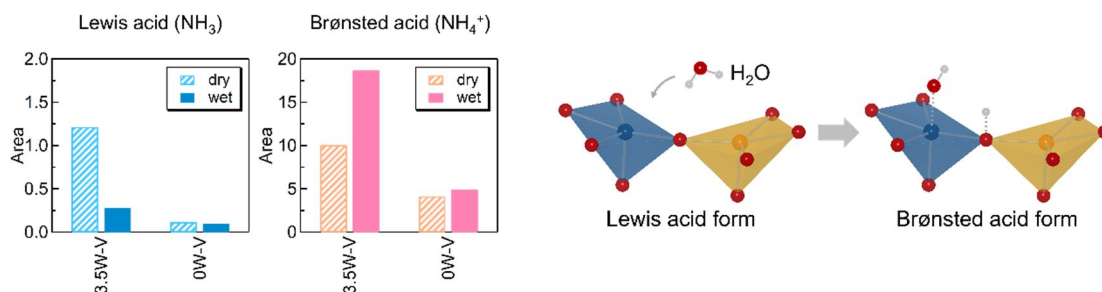 Lewis acid (NH₃)
Area
2.0
1.5
1.0
0.5
0.0
dry
wet
3.5W-V
0W-V
Brønsted acid (NH₄⁺)
Area
20
15
10
5
0
dry
wet
3.5W-V
0W-V
H₂O
Lewis acid form
Brønsted acid form